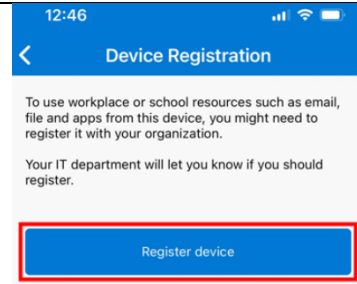 12:46
Device Registration
To use workplace or school resources such as email,
file and apps from this device, you might need to
register it with your organization.
Your IT department will let you know if you should
register.
Register device